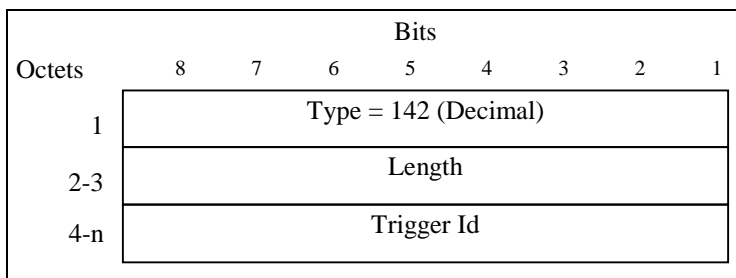 Bits
Octets 8 7 6 5 4 3 2 1
1 Type = 142 (Decimal)
2-3 Length
4-n Trigger Id